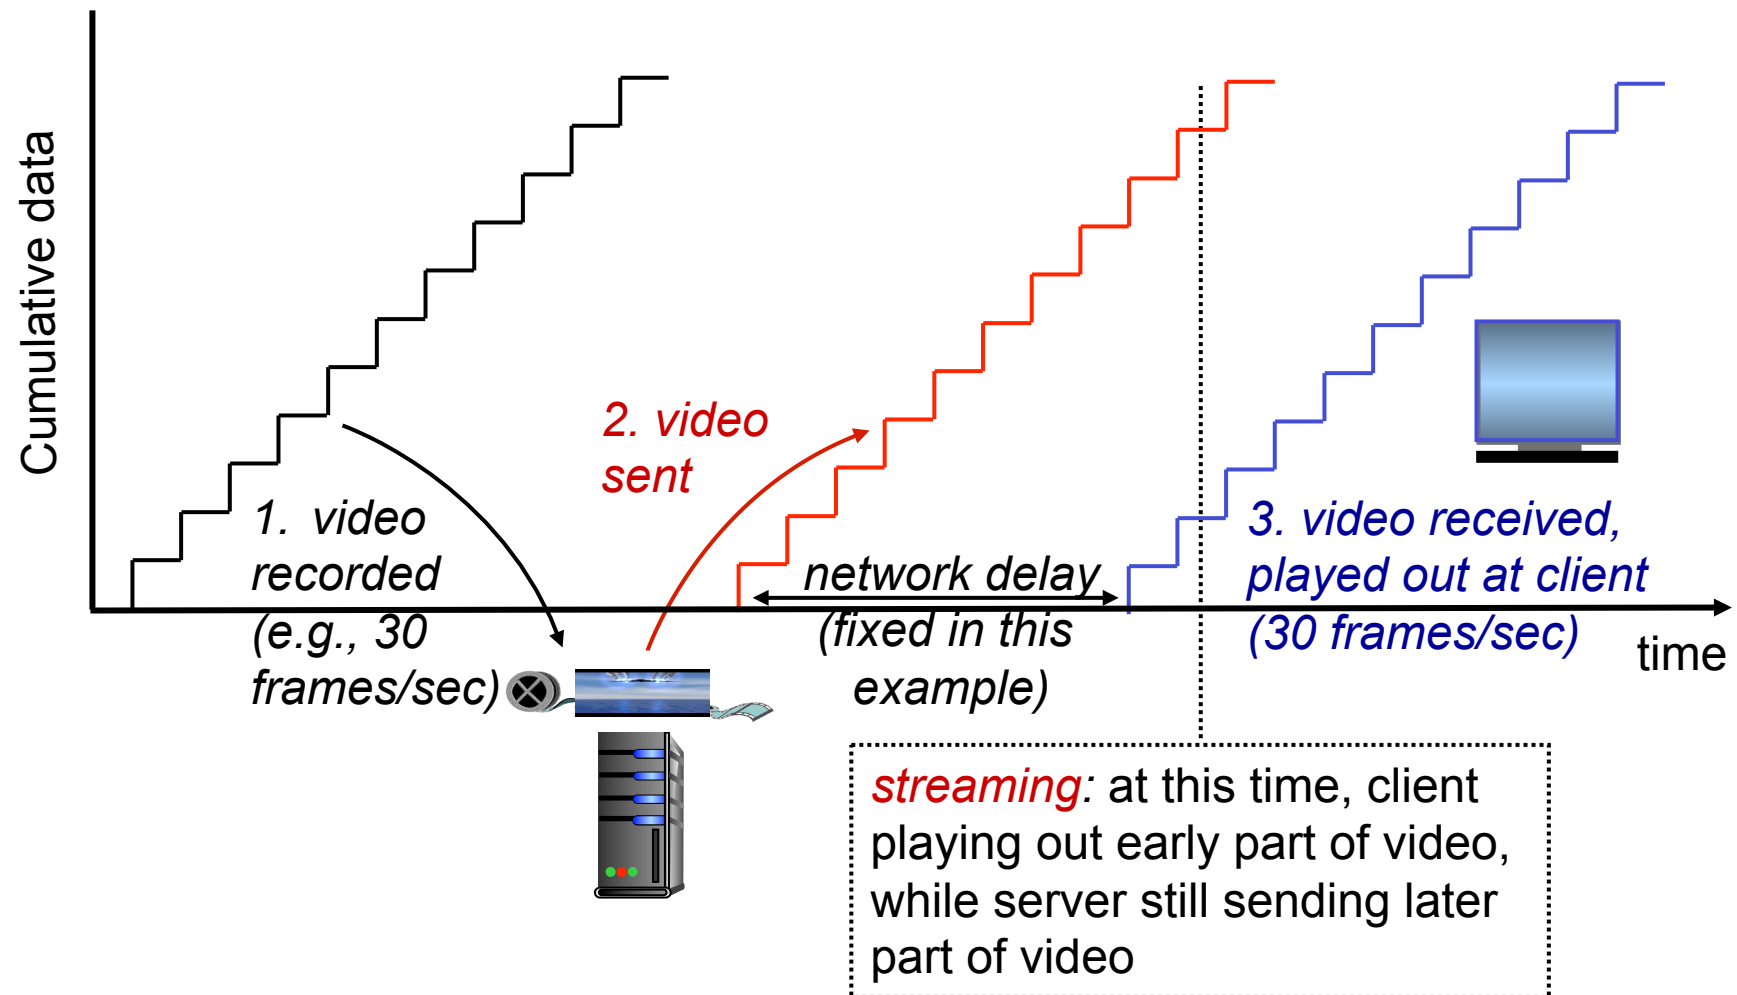 Cumulative data
1. video
recorded
(e.g., 30
frames/sec)
2. video
sent
network delay
(fixed in this
example)
3. video received,
played out at client
(30 frames/sec)
time
streaming: at this time, client
playing out early part of video,
while server still sending later
part of video